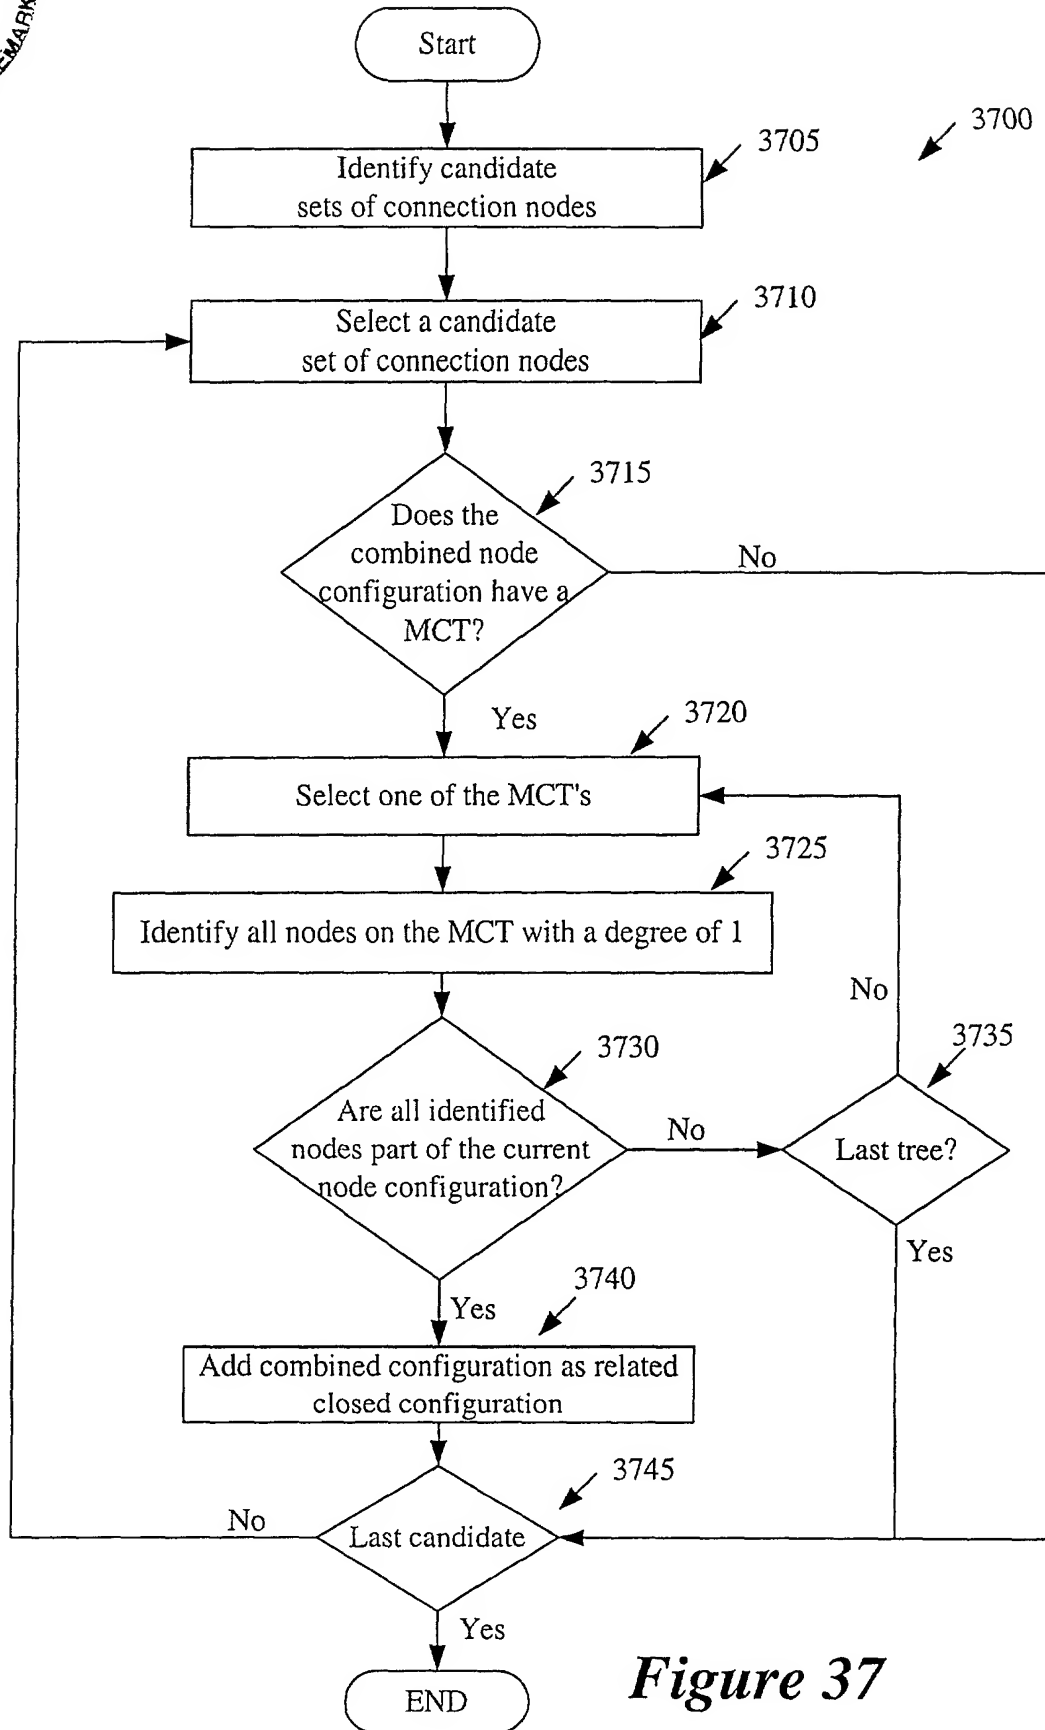 Start
3700
3705
Identify candidate
sets of connection nodes
3710
Select a candidate
set of connection nodes
3715
Does the
combined node
configuration have a
MCT?
No
Yes
3720
Select one of the MCT's
3725
Identify all nodes on the MCT with a degree of 1
No
3730
3735
Are all identified
nodes part of the current
node configuration?
No
Last tree?
Yes
Yes
3740
Add combined configuration as related
closed configuration
3745
No
Last candidate
Yes
END
Figure 37